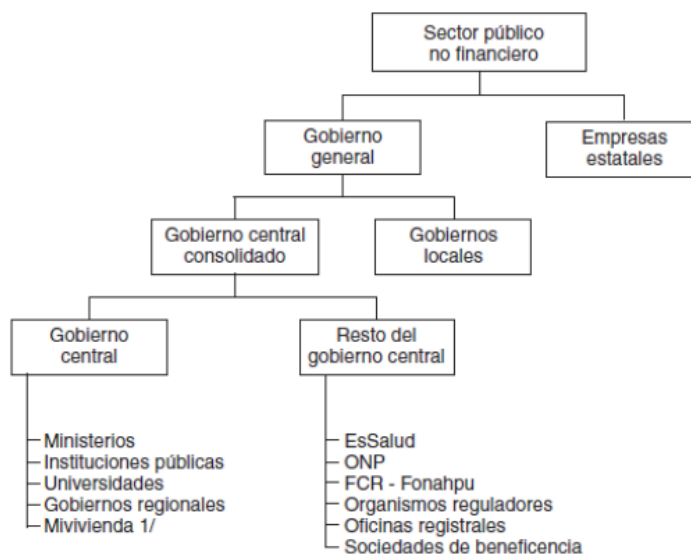 Sector público
no financiero
Gobierno
general
Empresas
estatales
Gobierno central
consolidado
Gobiernos
locales
Gobierno
central
Resto del
gobierno central
Ministerios
Instituciones públicas
Universidades
Gobiernos regionales
Mivivienda 1/
EsSalud
ONP
FCR - Fonahpu
Organismos reguladores
Oficinas registrales
Sociedades de beneficencia